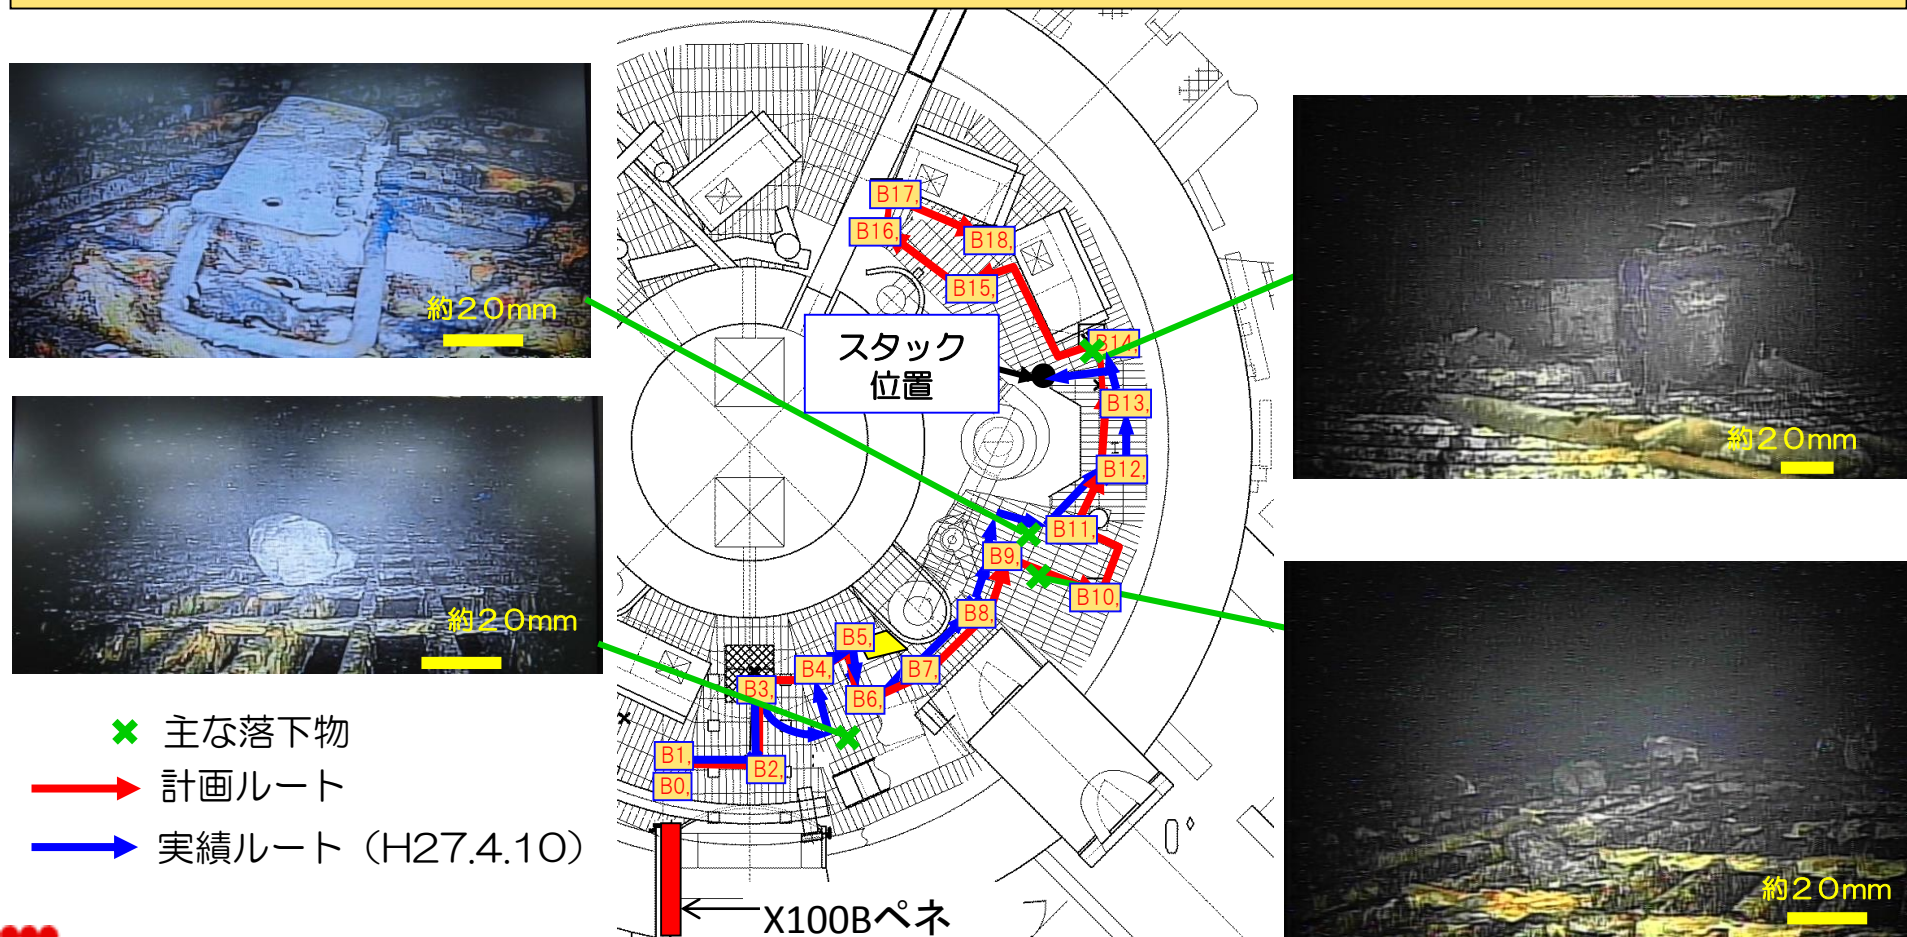 約20mm
約20mm
主な落下物
計画ルート
実績ルート（H27.4.10）
B17,
B16,
B18,
B15,
スタック
位置
B14,
B13,
B12,
B11,
B9,
B10,
B8,
B5,
B4,
B7,
B6,
B3,
B1,
B2,
B0,
X100Bペネ
約20mm
約20mm